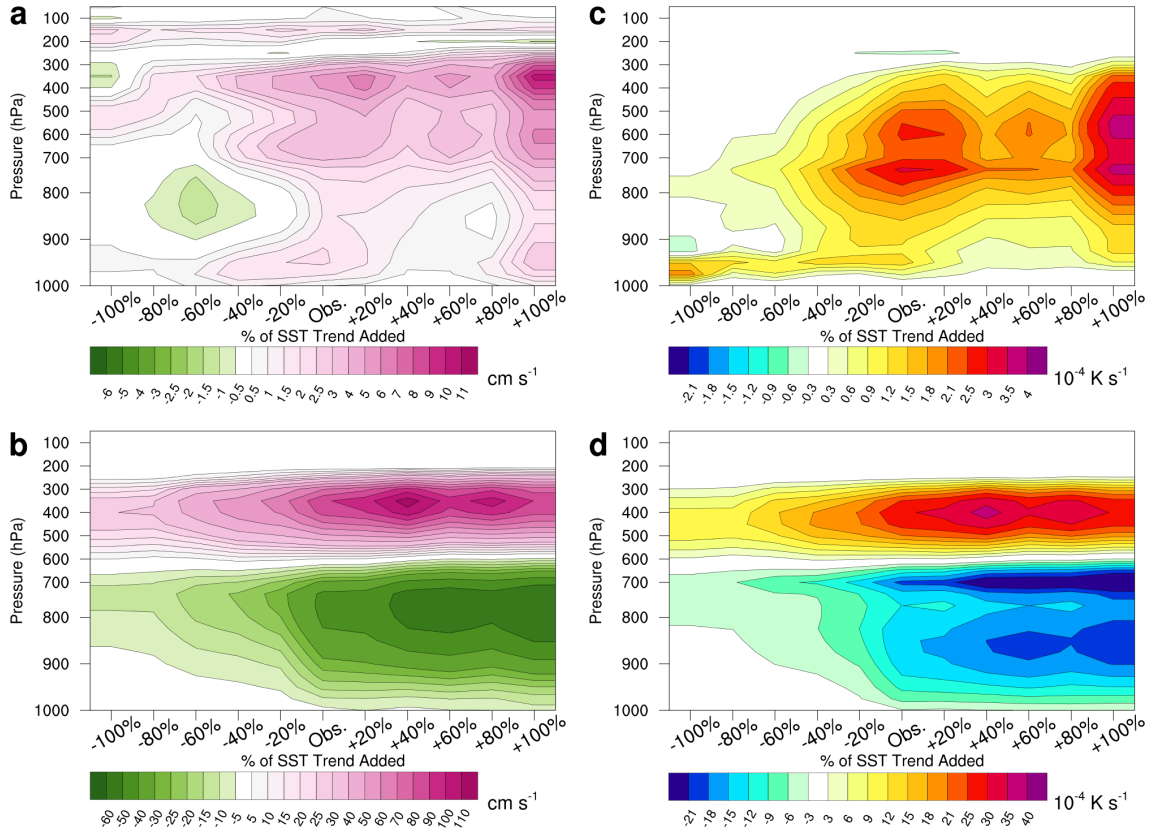 a
100
200
300
400
500
600
700
800
900
1000
Pressure (hPa)
-100% -80% -60% -40% -20% Obs. +20% +40% +60% +80% +100%
% of SST Trend Added
-6 -5 -4 -3 -2.5 -2 -1.5 -1 -0.5 0.5 1 1.5 2 2.5 3 4 5 6 7 8 9 10 11
cm s⁻¹
c
100
200
300
400
500
600
700
800
900
1000
Pressure (hPa)
-100% -80% -60% -40% -20% Obs. +20% +40% +60% +80% +100%
% of SST Trend Added
-2.1 -1.8 -1.5 -1.2 -0.9 -0.6 -0.3 0.3 0.6 0.9 1.2 1.5 1.8 2.1 2.5 3 3.5 4
10⁻⁴ K s⁻¹
b
100
200
300
400
500
600
700
800
900
1000
Pressure (hPa)
-100% -80% -60% -40% -20% Obs. +20% +40% +60% +80% +100%
% of SST Trend Added
-60 -50 -40 -30 -25 -20 -15 -10 -5 5 10 15 20 25 30 40 50 60 70 80 90 100 110
cm s⁻¹
d
100
200
300
400
500
600
700
800
900
1000
Pressure (hPa)
-100% -80% -60% -40% -20% Obs. +20% +40% +60% +80% +100%
% of SST Trend Added
-21 -18 -15 -12 -9 -6 -3 3 6 9 12 15 18 21 25 30 35 40
10⁻⁴ K s⁻¹